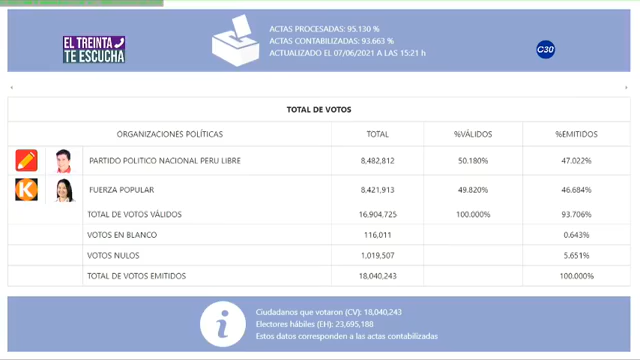 EL TREINTA
TE ESCUCHA
ACTAS PROCESADAS: 95.130 %
ACTAS CONTABILIZADAS: 93.663 %
ACTUALIZADO EL 07/06/2021 A LAS 15:21 h
C30
TOTAL DE VOTOS
ORGANIZACIONES POLÍTICAS TOTAL %VÁLIDOS %EMITIDOS
PARTIDO POLITICO NACIONAL PERU LIBRE 8,482,812 50.180% 47.022%
K FUERZA POPULAR 8,421,913 49.820% 46.684%
TOTAL DE VOTOS VÁLIDOS 16,904,725 100.000% 93.706%
VOTOS EN BLANCO 116,011 0.643%
VOTOS NULOS 1,019,507 5.651%
TOTAL DE VOTOS EMITIDOS 18,040,243 100.000%
i
Ciudadanos que votaron (CV): 18,040,243
Electores hábiles (EH): 23,695,188
Estos datos corresponden a las actas contabilizadas